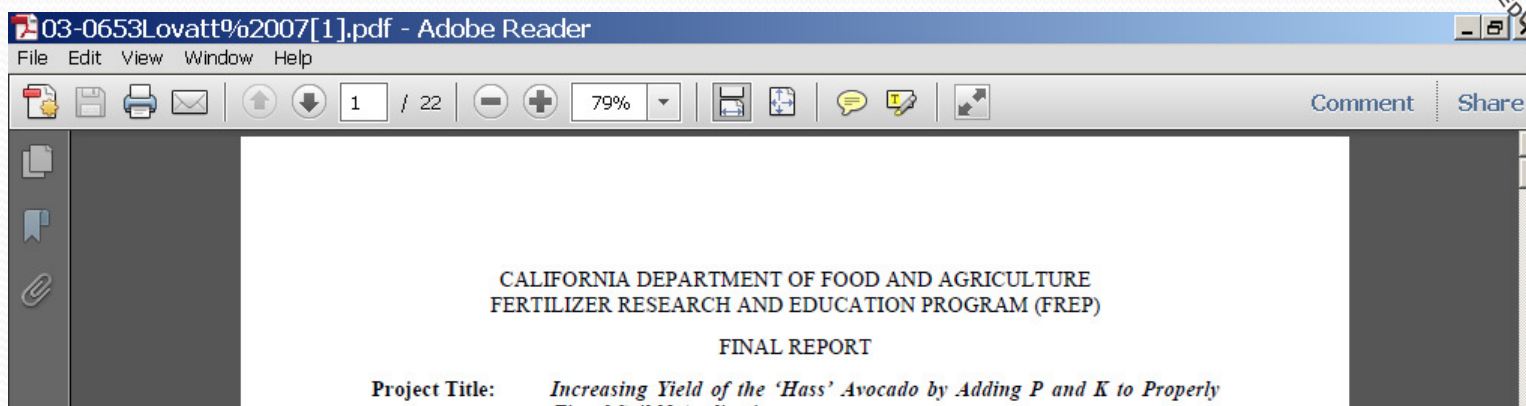 03-0653Lovatt%2007[1].pdf - Adobe Reader
File Edit View Window Help
1 / 22 79% Comment Share
CALIFORNIA DEPARTMENT OF FOOD AND AGRICULTURE
FERTILIZER RESEARCH AND EDUCATION PROGRAM (FREP)
FINAL REPORT
Project Title: Increasing Yield of the ‘Hass’ Avocado by Adding P and K to Properly